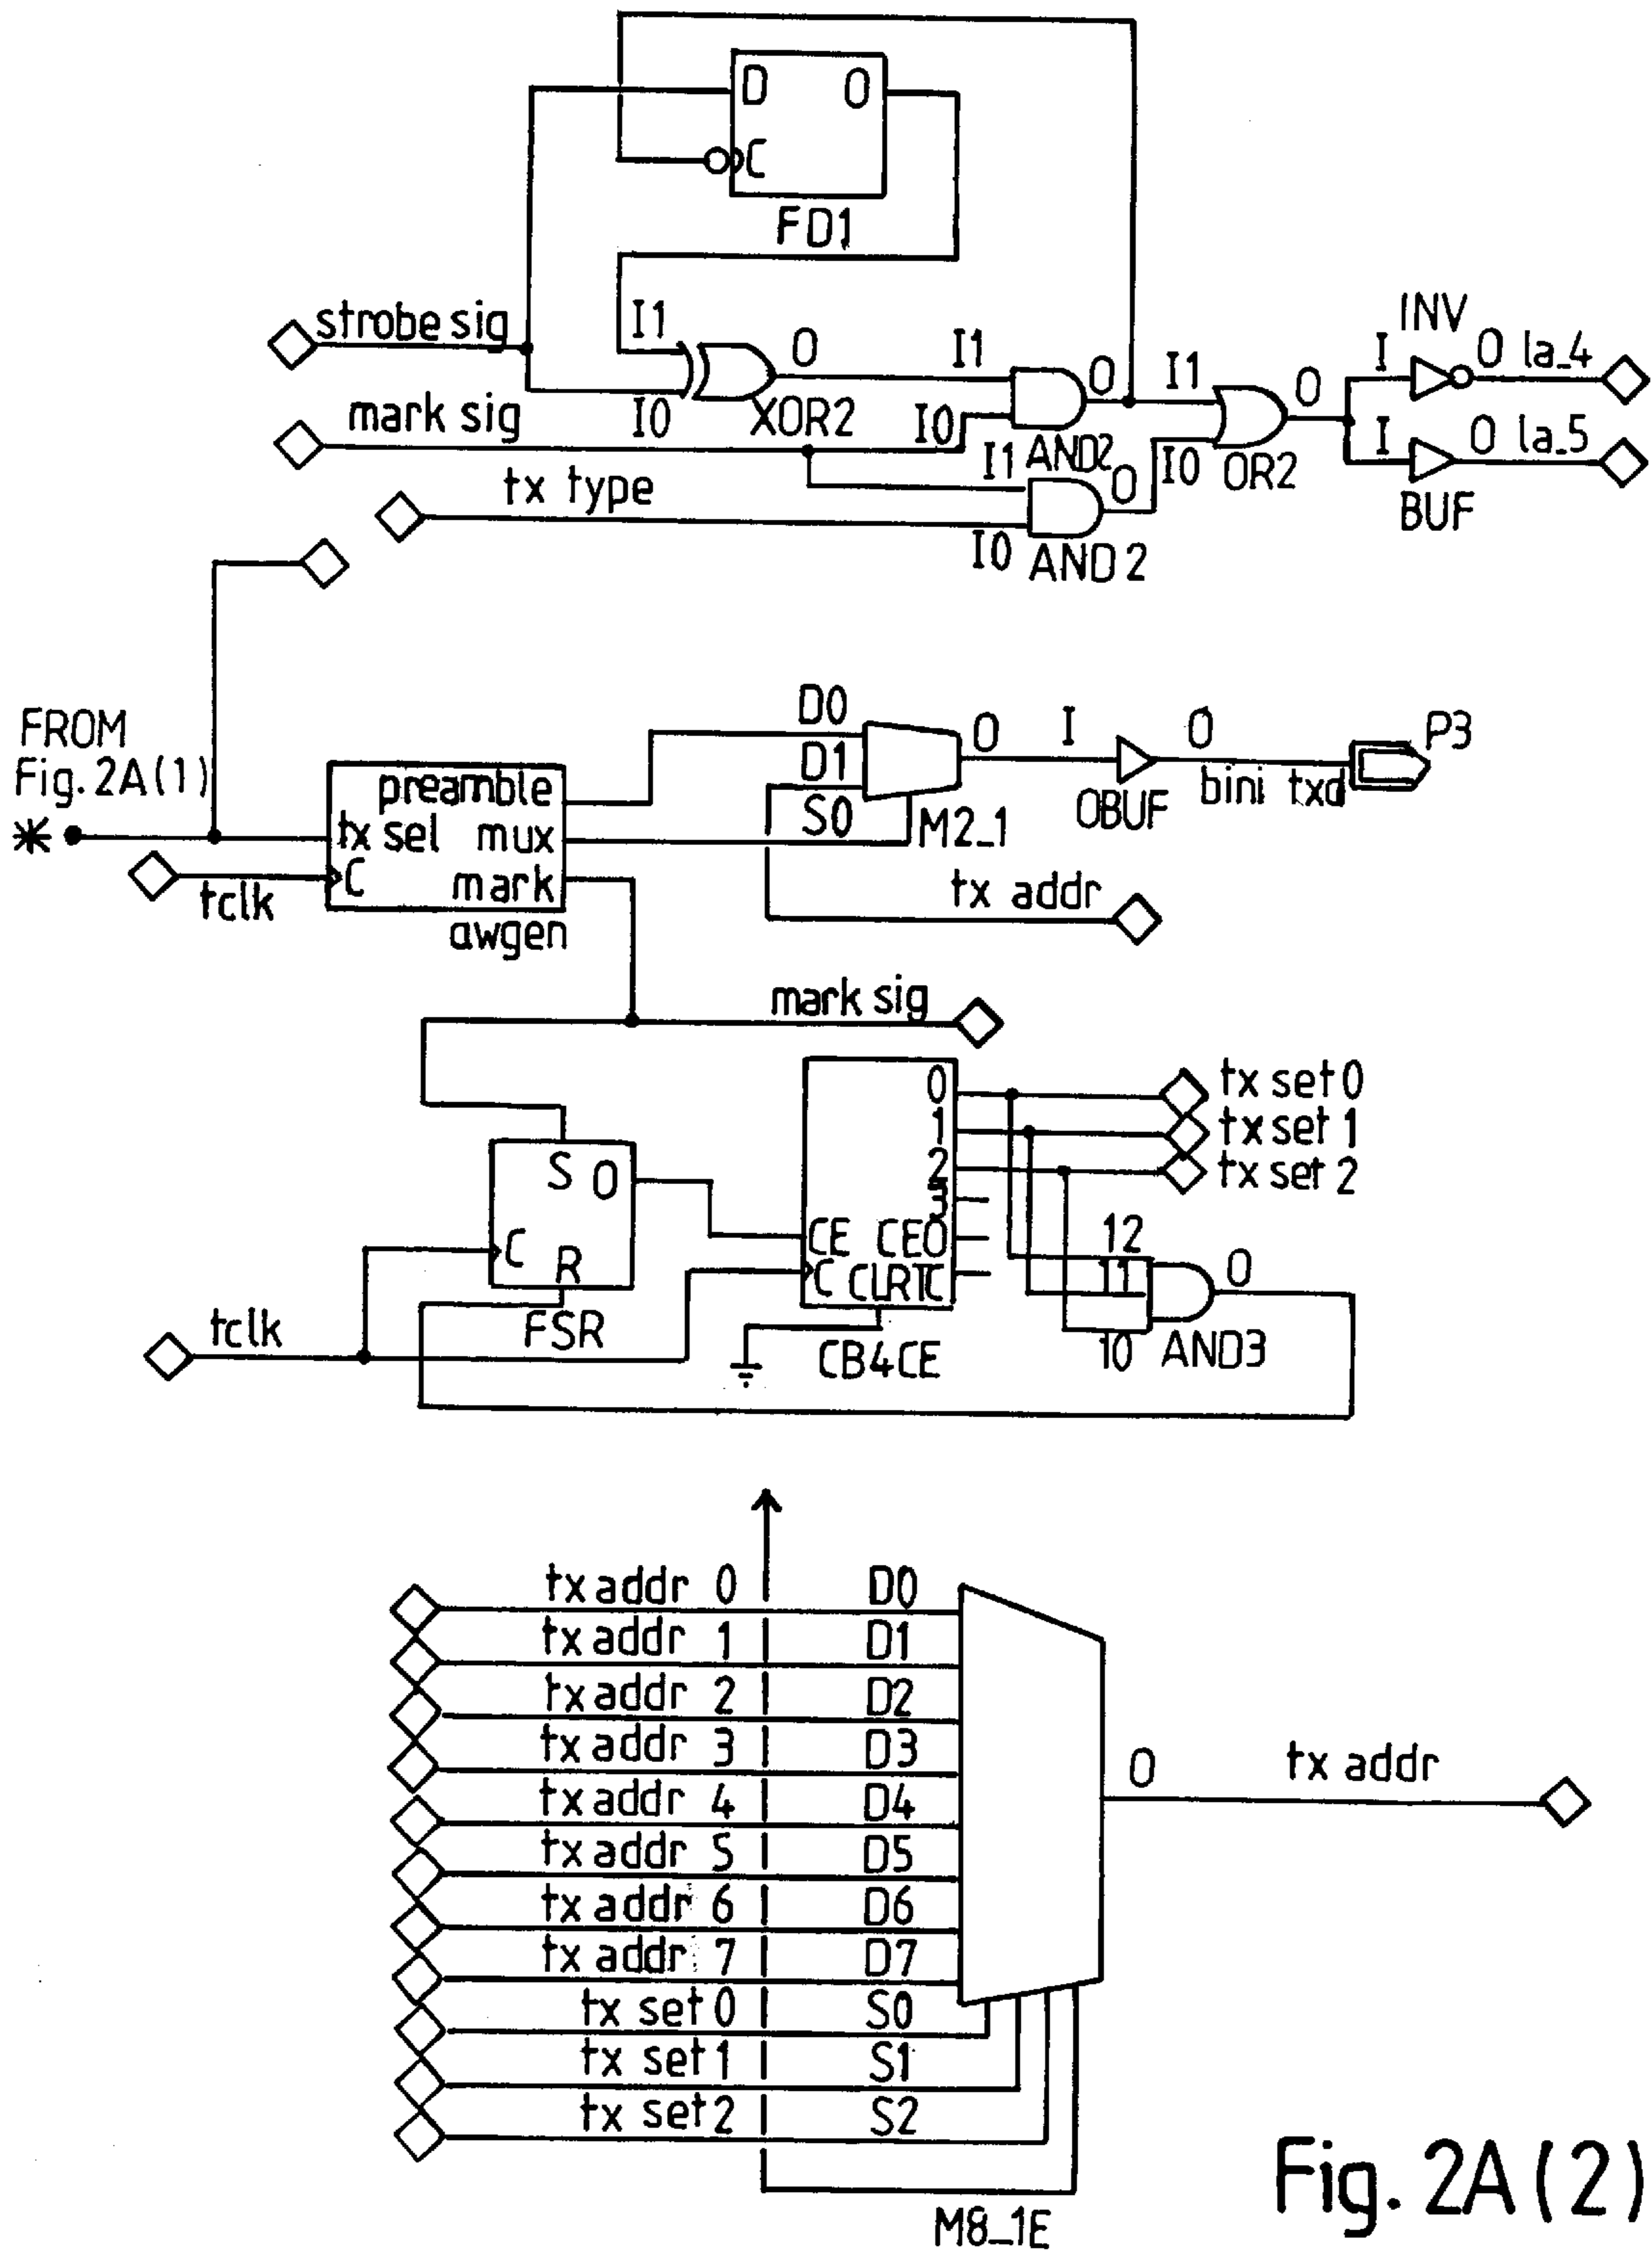 D O
C
FD1
strobe sig
I1
O
I0
XOR2
mark sig
I1
O
I0
AND2
I1
O
tx type
I0
AND2
I1
O
I0
OR2
INV
I
O
la_4
I
O
la_5
BUF
FROM
Fig. 2A(1)
*
preamble
tx sel mux
C mark
awgen
tclk
D0
D1
S0
O
M2_1
I
O
OBUF
bini txd
P3
tx addr
mark sig
S O
C
R
FSR
tclk
0
1
2
3
CE CEO
C CLR TC
CB4CE
tx set 0
tx set 1
tx set 2
12
11
10
O
AND3
tx addr 0 D0
tx addr 1 D1
tx addr 2 D2
tx addr 3 D3
tx addr 4 D4
tx addr 5 D5
tx addr 6 D6
tx addr 7 D7
tx set 0 S0
tx set 1 S1
tx set 2 S2
O
tx addr
M8_1E
Fig. 2A(2)